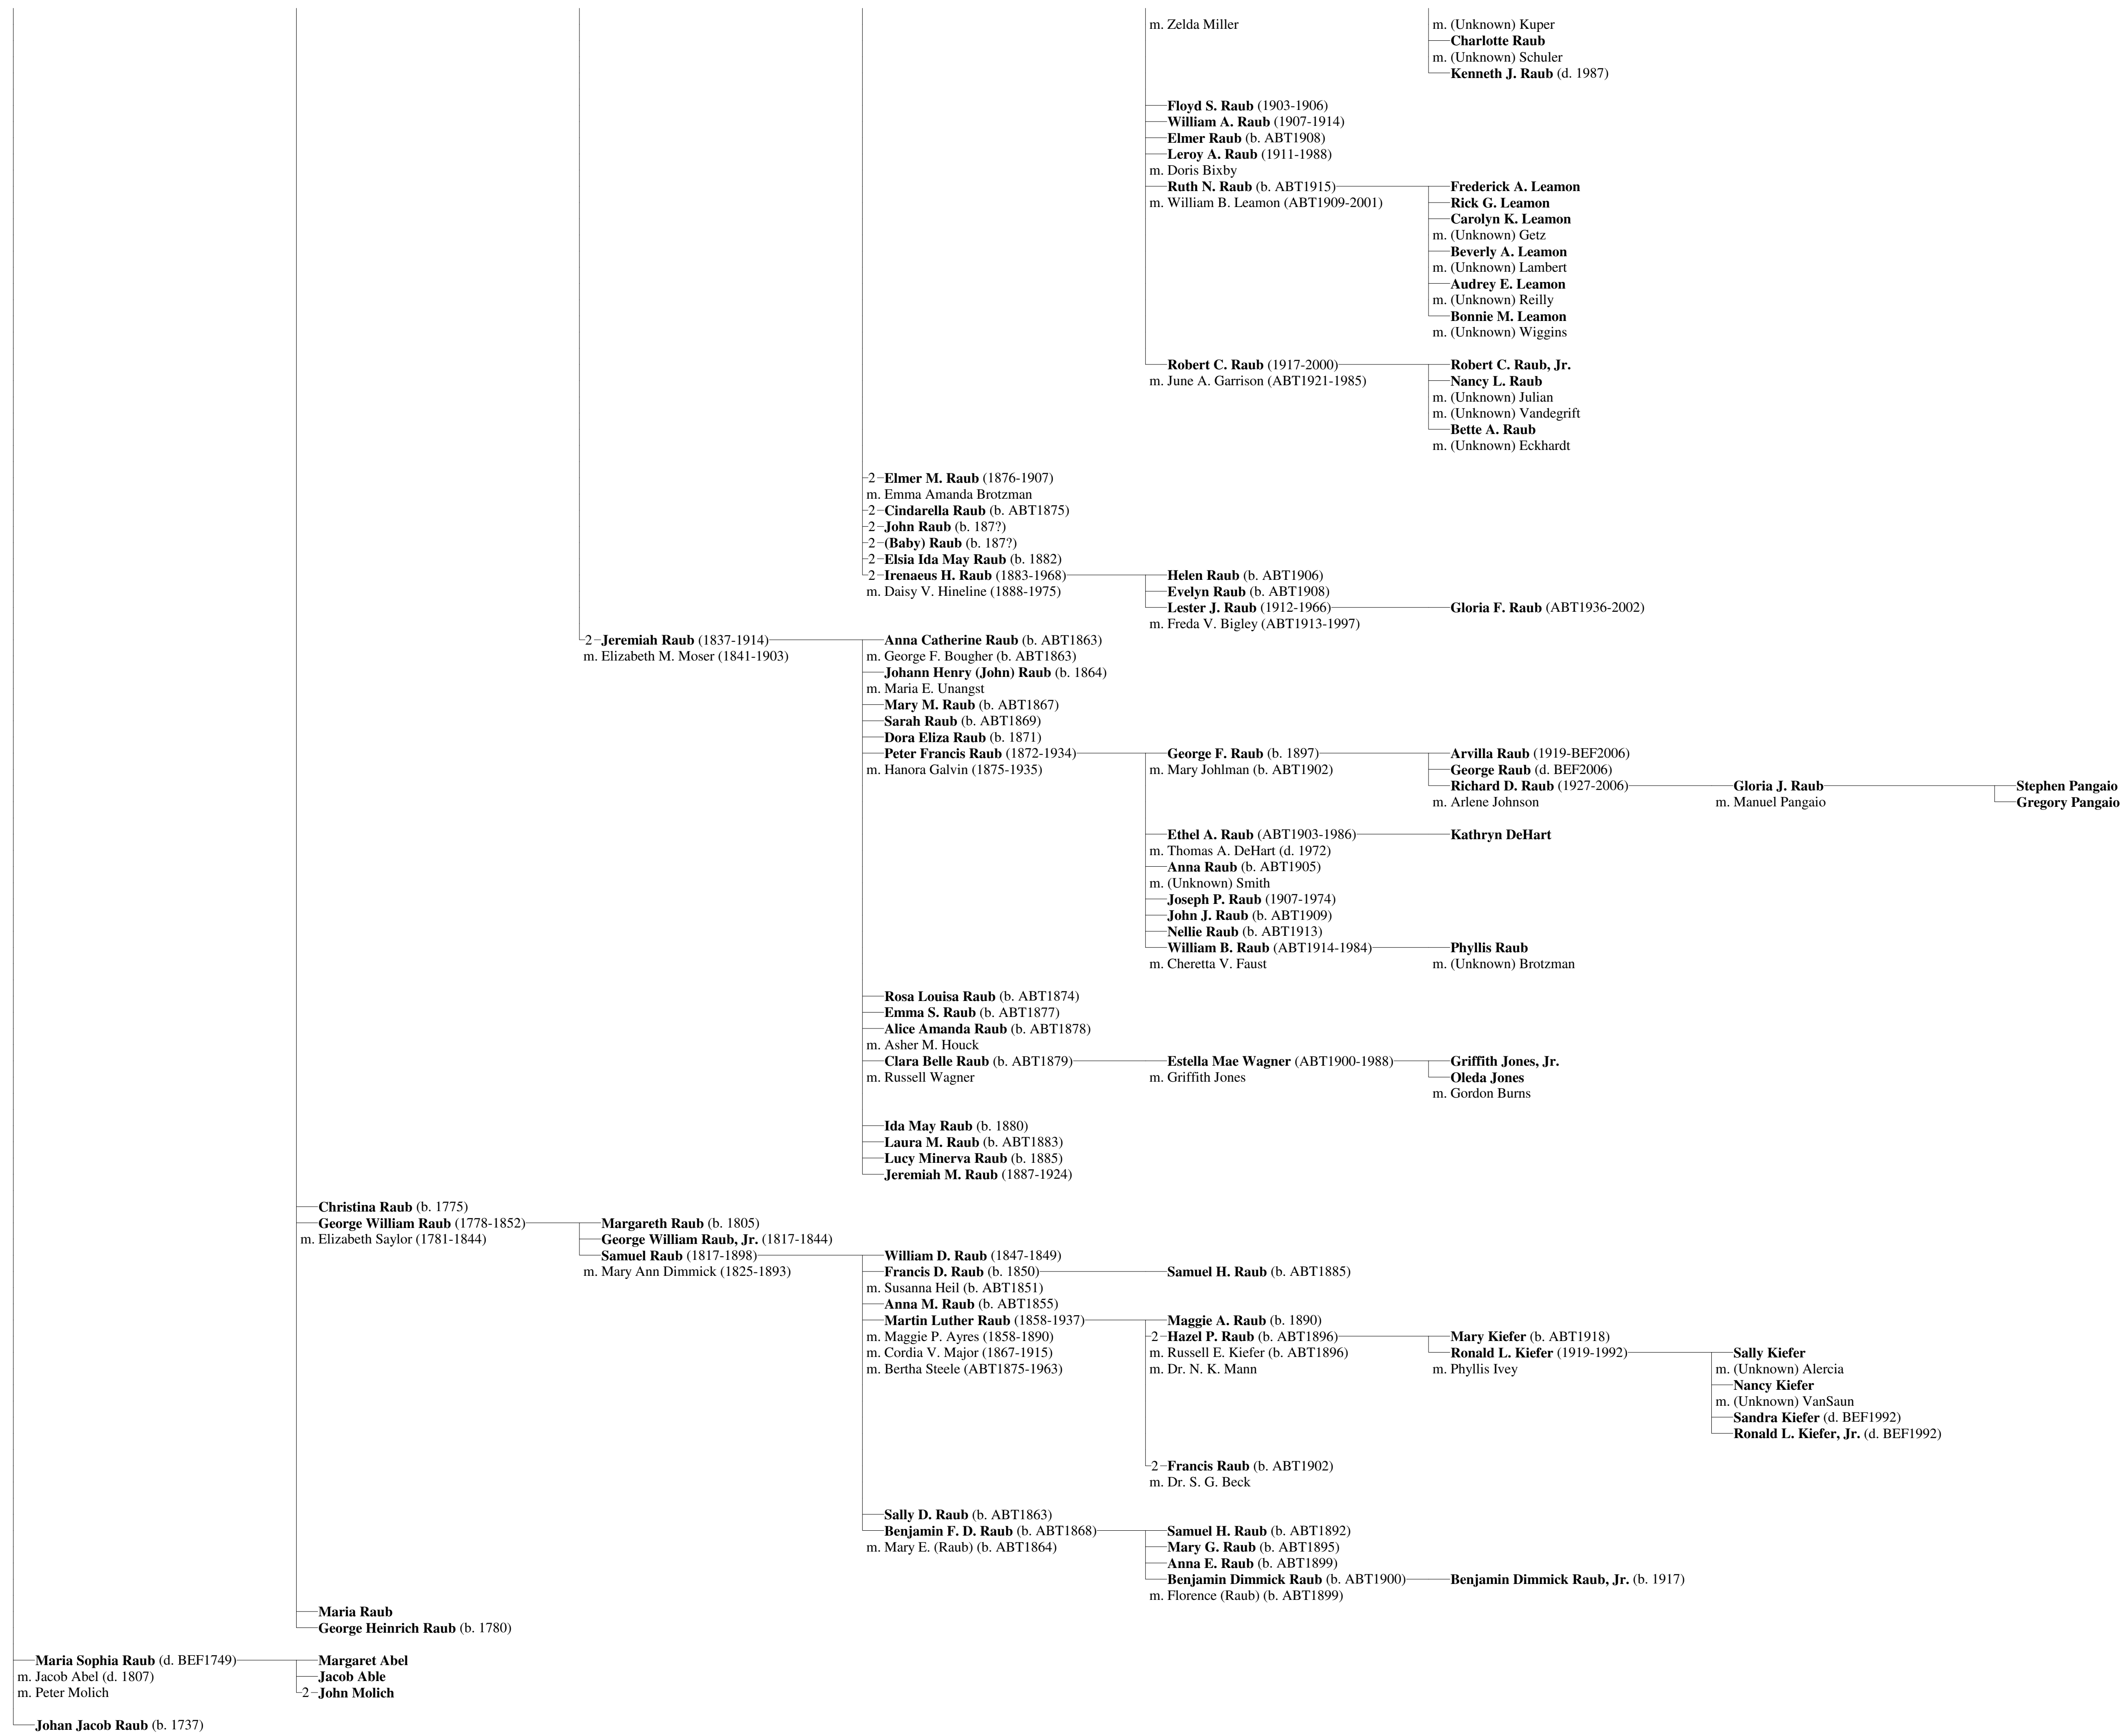 m. Zelda Miller
m. (Unknown) Kuper
Charlotte Raub
m. (Unknown) Schuler
Kenneth J. Raub (d. 1987)
Floyd S. Raub (1903-1906)
William A. Raub (1907-1914)
Elmer Raub (b. ABT1908)
Leroy A. Raub (1911-1988)
m. Doris Bixby
Ruth N. Raub (b. ABT1915)
m. William B. Leamon (ABT1909-2001)
Frederick A. Leamon
Rick G. Leamon
Carolyn K. Leamon
m. (Unknown) Getz
Beverly A. Leamon
m. (Unknown) Lambert
Audrey E. Leamon
m. (Unknown) Reilly
Bonnie M. Leamon
m. (Unknown) Wiggins
Robert C. Raub (1917-2000)
m. June A. Garrison (ABT1921-1985)
Robert C. Raub, Jr.
Nancy L. Raub
m. (Unknown) Julian
m. (Unknown) Vandegrift
Bette A. Raub
m. (Unknown) Eckhardt
2 Elmer M. Raub (1876-1907)
m. Emma Amanda Brotzman
2 Cindarella Raub (b. ABT1875)
2 John Raub (b. 187?)
2 (Baby) Raub (b. 187?)
2 Elsia Ida May Raub (b. 1882)
2 Irenaeus H. Raub (1883-1968)
m. Daisy V. Hineline (1888-1975)
Helen Raub (b. ABT1906)
Evelyn Raub (b. ABT1908)
Lester J. Raub (1912-1966)
m. Freda V. Bigley (ABT1913-1997)
Gloria F. Raub (ABT1936-2002)
2 Jeremiah Raub (1837-1914)
m. Elizabeth M. Moser (1841-1903)
Anna Catherine Raub (b. ABT1863)
m. George F. Bougher (b. ABT1863)
Johann Henry (John) Raub (b. 1864)
m. Maria E. Unangst
Mary M. Raub (b. ABT1867)
Sarah Raub (b. ABT1869)
Dora Eliza Raub (b. 1871)
Peter Francis Raub (1872-1934)
m. Hanora Galvin (1875-1935)
George F. Raub (b. 1897)
m. Mary Johlman (b. ABT1902)
Arvilla Raub (1919-BEF2006)
George Raub (d. BEF2006)
Richard D. Raub (1927-2006)
m. Arlene Johnson
Gloria J. Raub
m. Manuel Pangaio
Stephen Pangaio
Gregory Pangaio
Ethel A. Raub (ABT1903-1986)
m. Thomas A. DeHart (d. 1972)
Kathryn DeHart
Anna Raub (b. ABT1905)
m. (Unknown) Smith
Joseph P. Raub (1907-1974)
John J. Raub (b. ABT1909)
Nellie Raub (b. ABT1913)
William B. Raub (ABT1914-1984)
m. Cheretta V. Faust
Phyllis Raub
m. (Unknown) Brotzman
Rosa Louisa Raub (b. ABT1874)
Emma S. Raub (b. ABT1877)
Alice Amanda Raub (b. ABT1878)
m. Asher M. Houck
Clara Belle Raub (b. ABT1879)
m. Russell Wagner
Estella Mae Wagner (ABT1900-1988)
m. Griffith Jones
Griffith Jones, Jr.
Oleda Jones
m. Gordon Burns
Ida May Raub (b. 1880)
Laura M. Raub (b. ABT1883)
Lucy Minerva Raub (b. 1885)
Jeremiah M. Raub (1887-1924)
Christina Raub (b. 1775)
George William Raub (1778-1852)
m. Elizabeth Saylor (1781-1844)
Margareth Raub (b. 1805)
George William Raub, Jr. (1817-1844)
Samuel Raub (1817-1898)
m. Mary Ann Dimmick (1825-1893)
William D. Raub (1847-1849)
Francis D. Raub (b. 1850)
m. Susanna Heil (b. ABT1851)
Samuel H. Raub (b. ABT1885)
Anna M. Raub (b. ABT1855)
Martin Luther Raub (1858-1937)
m. Maggie P. Ayres (1858-1890)
m. Cordia V. Major (1867-1915)
m. Bertha Steele (ABT1875-1963)
Maggie A. Raub (b. 1890)
2 Hazel P. Raub (b. ABT1896)
m. Russell E. Kiefer (b. ABT1896)
m. Dr. N. K. Mann
Mary Kiefer (b. ABT1918)
Ronald L. Kiefer (1919-1992)
m. Phyllis Ivey
Sally Kiefer
m. (Unknown) Alercia
Nancy Kiefer
m. (Unknown) VanSaun
Sandra Kiefer (d. BEF1992)
Ronald L. Kiefer, Jr. (d. BEF1992)
2 Francis Raub (b. ABT1902)
m. Dr. S. G. Beck
Sally D. Raub (b. ABT1863)
Benjamin F. D. Raub (b. ABT1868)
m. Mary E. (Raub) (b. ABT1864)
Samuel H. Raub (b. ABT1892)
Mary G. Raub (b. ABT1895)
Anna E. Raub (b. ABT1899)
Benjamin Dimmick Raub (b. ABT1900)
m. Florence (Raub) (b. ABT1899)
Benjamin Dimmick Raub, Jr. (b. 1917)
Maria Raub
George Heinrich Raub (b. 1780)
Maria Sophia Raub (d. BEF1749)
m. Jacob Abel (d. 1807)
m. Peter Molich
Margaret Abel
Jacob Able
2 John Molich
Johan Jacob Raub (b. 1737)